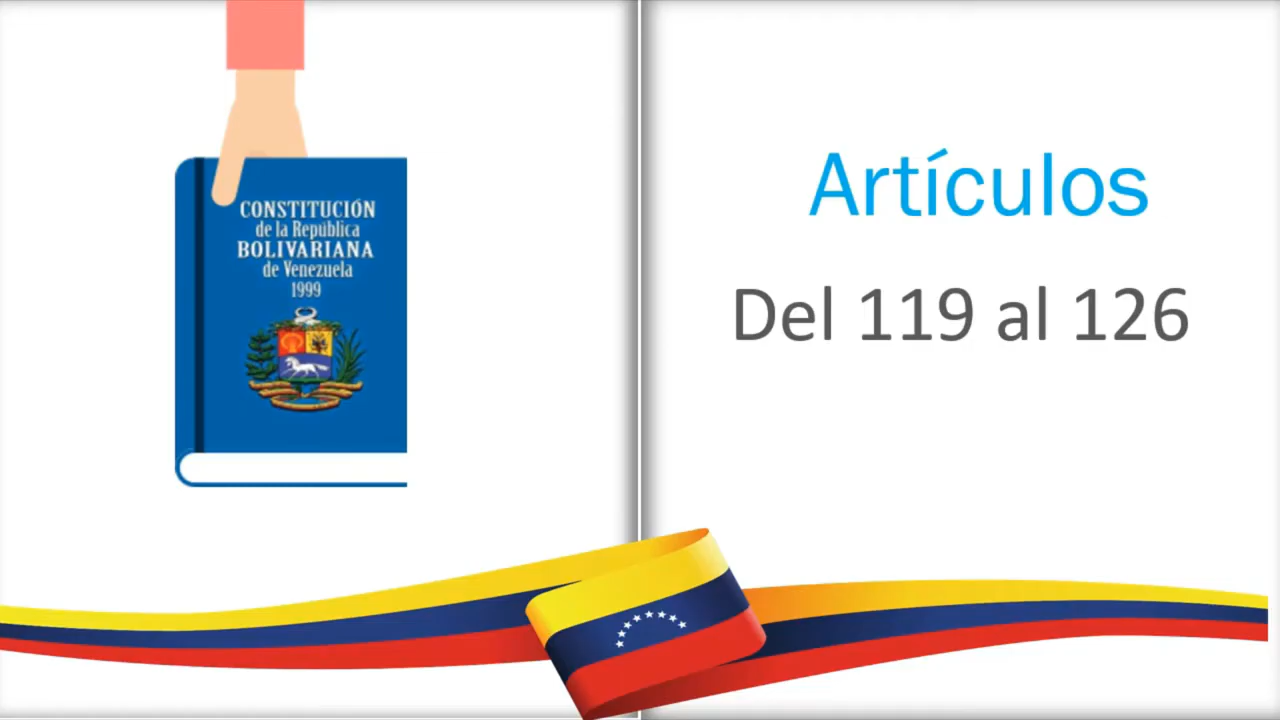 CONSTITUCIÓN
de la República
BOLIVARIANA
de Venezuela
1999
Artículos
Del 119 al 126